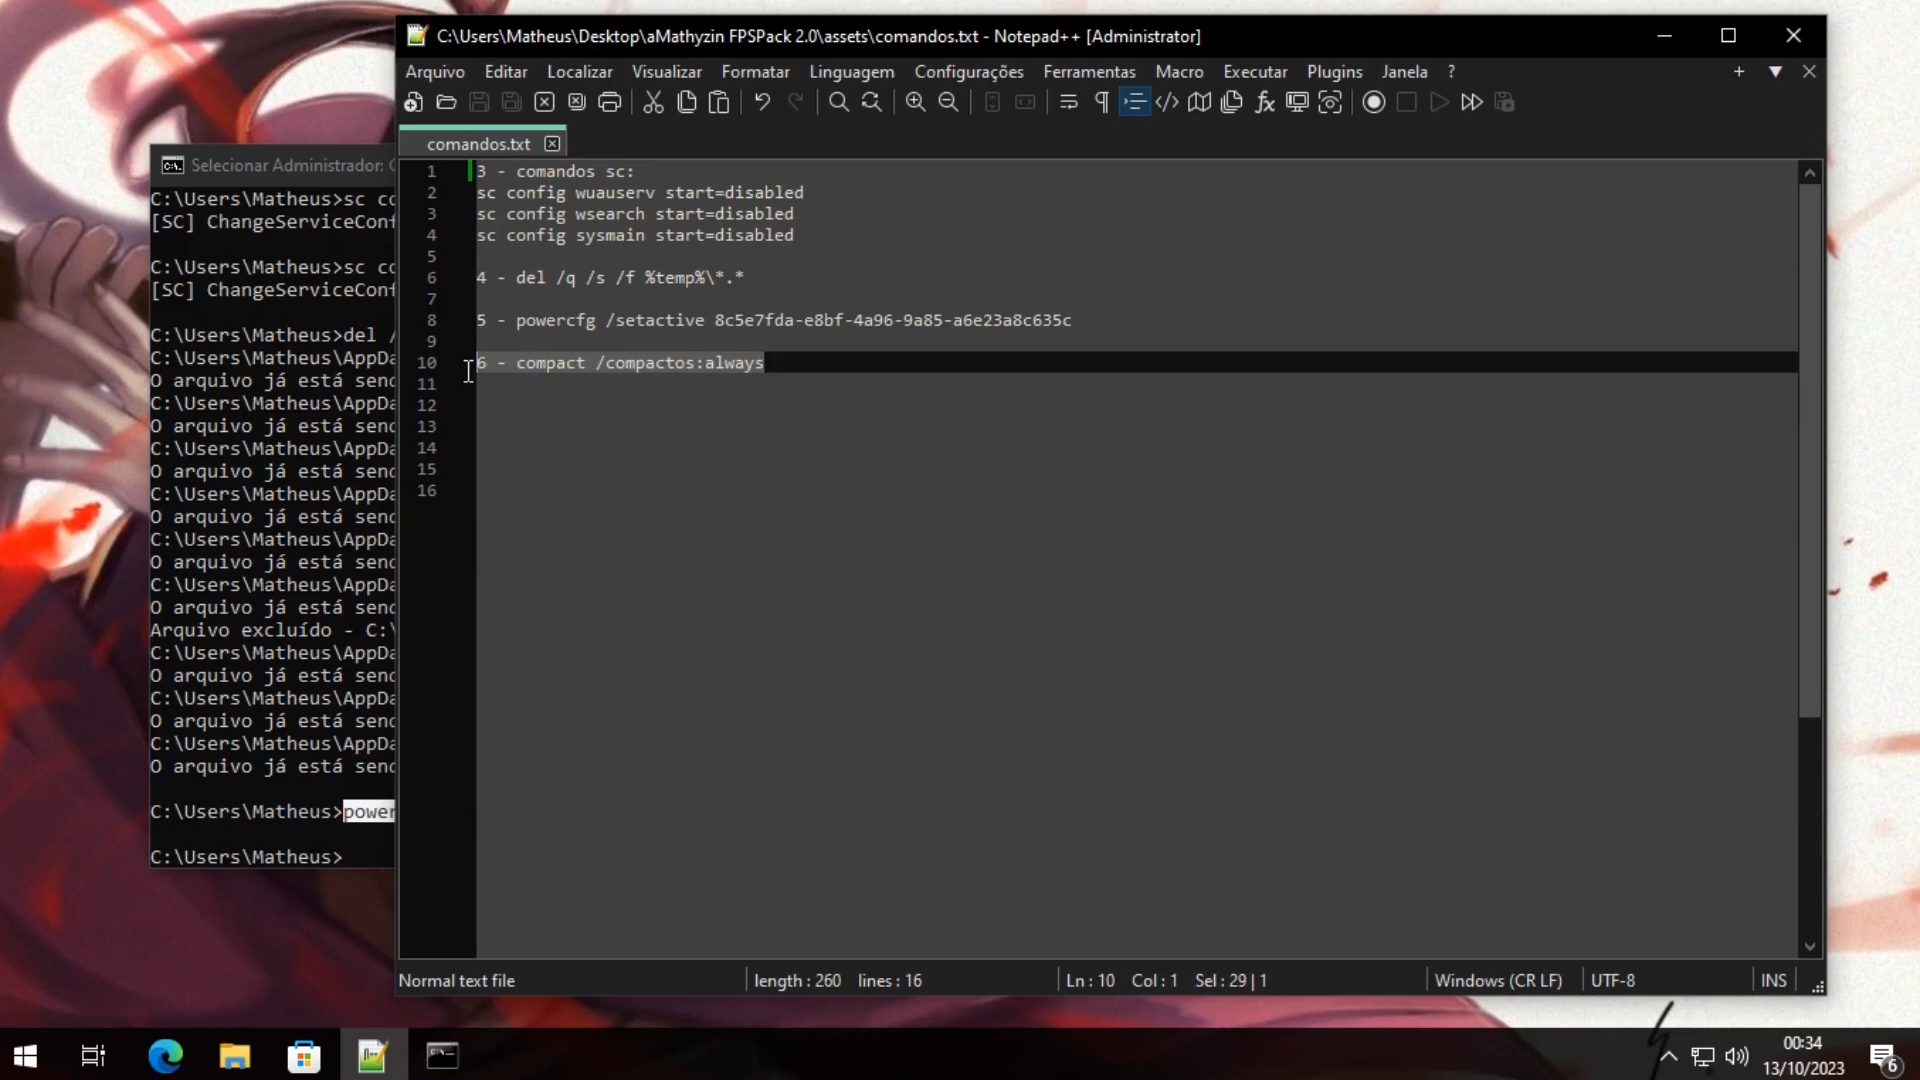 C:\Users\Matheus\Desktop\aMathyzin FPSPack 2.0\assets\comandos.txt - Notepad++ [Administrator]
Arquivo Editar Localizar Visualizar Formatar Linguagem Configurações Ferramentas Macro Executar Plugins Janela ?
comandos.txt
1 3 - comandos sc:
2 sc config wuauserv start=disabled
3 sc config wsearch start=disabled
4 sc config sysmain start=disabled
5
6 4 - del /q /s /f %temp%\*.*
7
8 5 - powercfg /setactive 8c5e7fda-e8bf-4a96-9a85-a6e23a8c635c
9
10 6 - compact /compactos:always
11
12
13
14
15
16
Normal text file length : 260 lines : 16 Ln : 10 Col : 1 Sel : 29 | 1 Windows (CR LF) UTF-8 INS
Selecionar Administrador:
C:\Users\Matheus>sc co
[SC] ChangeServiceConf
C:\Users\Matheus>sc co
[SC] ChangeServiceConf
C:\Users\Matheus>del /
C:\Users\Matheus\AppDa
O arquivo já está send
C:\Users\Matheus\AppDa
O arquivo já está send
C:\Users\Matheus\AppDa
O arquivo já está send
C:\Users\Matheus\AppDa
O arquivo já está send
C:\Users\Matheus\AppDa
O arquivo já está send
C:\Users\Matheus\AppDa
O arquivo já está send
Arquivo excluído - C:\
C:\Users\Matheus\AppDa
O arquivo já está send
C:\Users\Matheus\AppDa
O arquivo já está send
C:\Users\Matheus\AppDa
O arquivo já está send
C:\Users\Matheus>power
C:\Users\Matheus>
00:34
13/10/2023
6